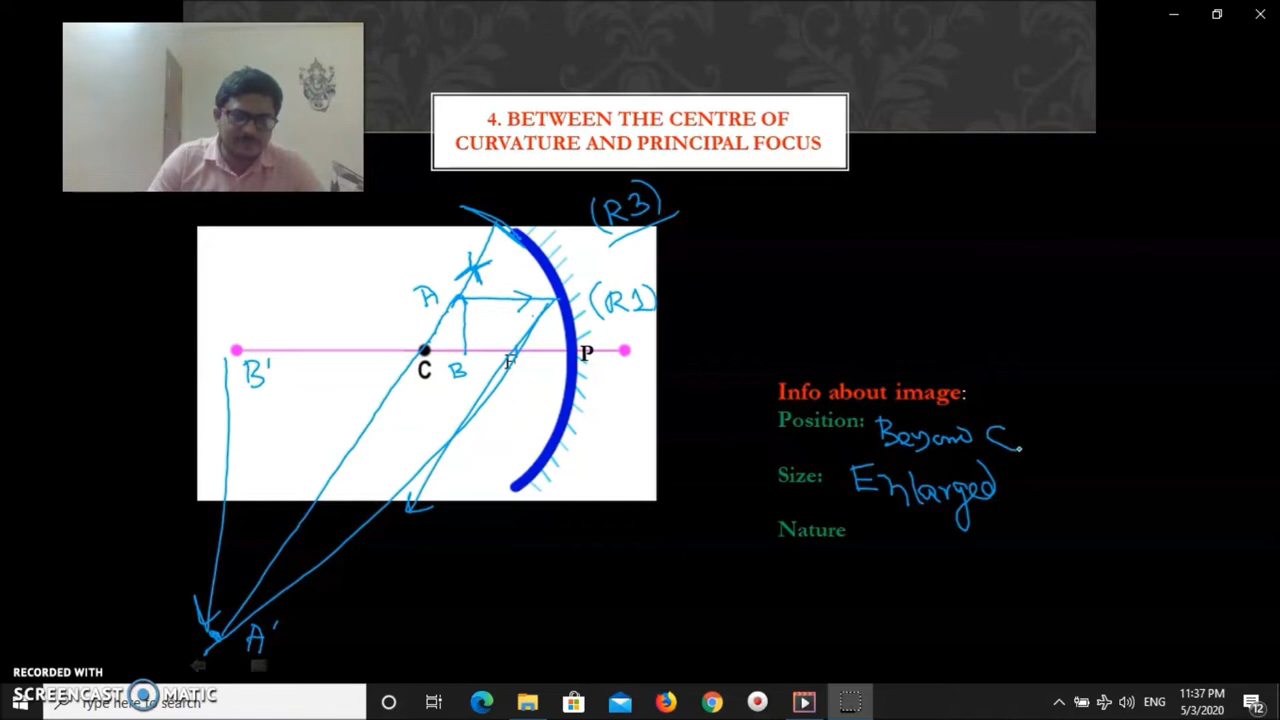 4. BETWEEN THE CENTRE OF
CURVATURE AND PRINCIPAL FOCUS
(R3)
A
(R1)
B'
C
B
F
P
Info about image:
Position: Beyond C
Size: Enlarged
Nature
A'
RECORDED WITH
SCREENCAST MATIC
Type here to search
ENG
11:37 PM
5/3/2020
12